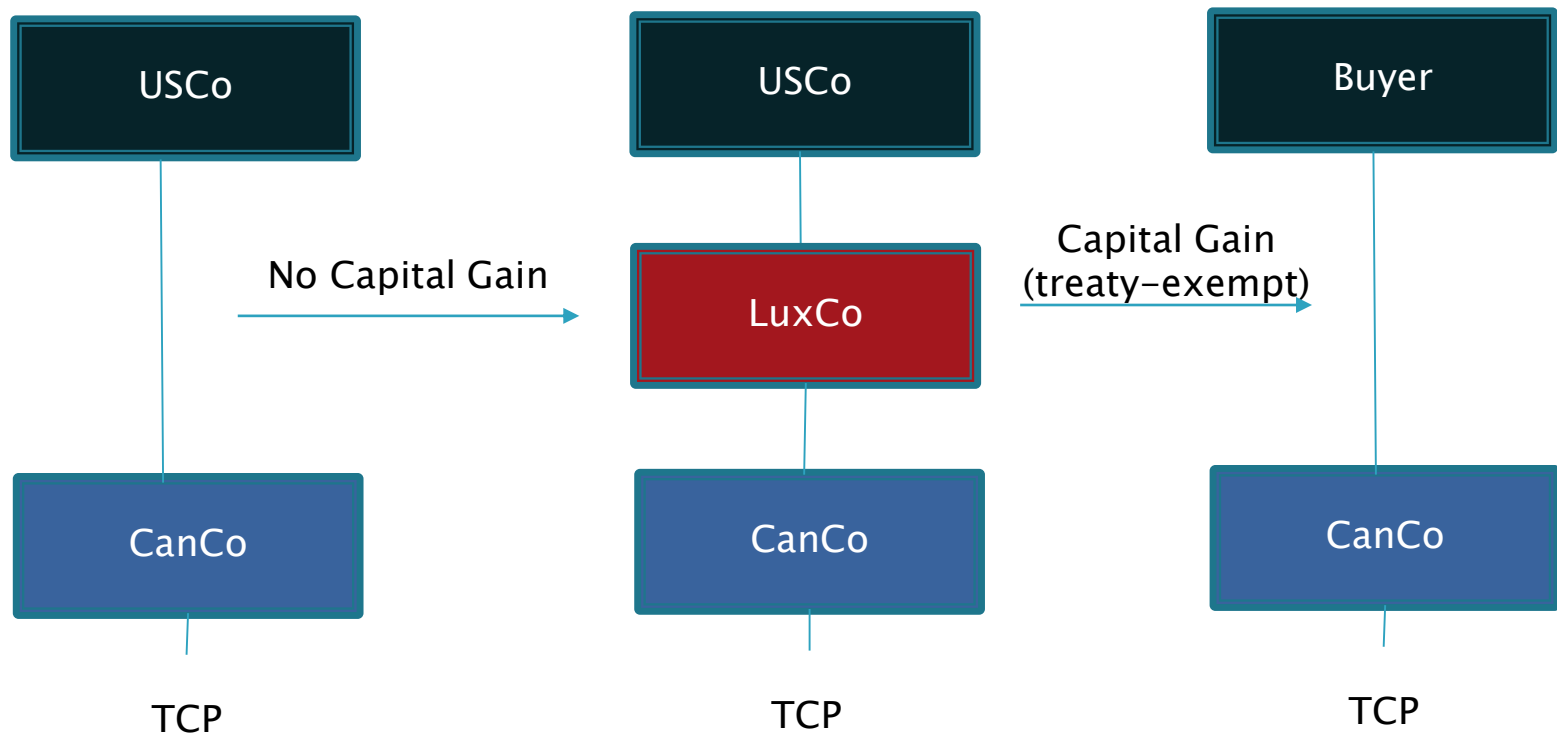 USCo
USCo
Buyer
No Capital Gain
Capital Gain
(treaty-exempt)
LuxCo
CanCo
CanCo
CanCo
TCP
TCP
TCP